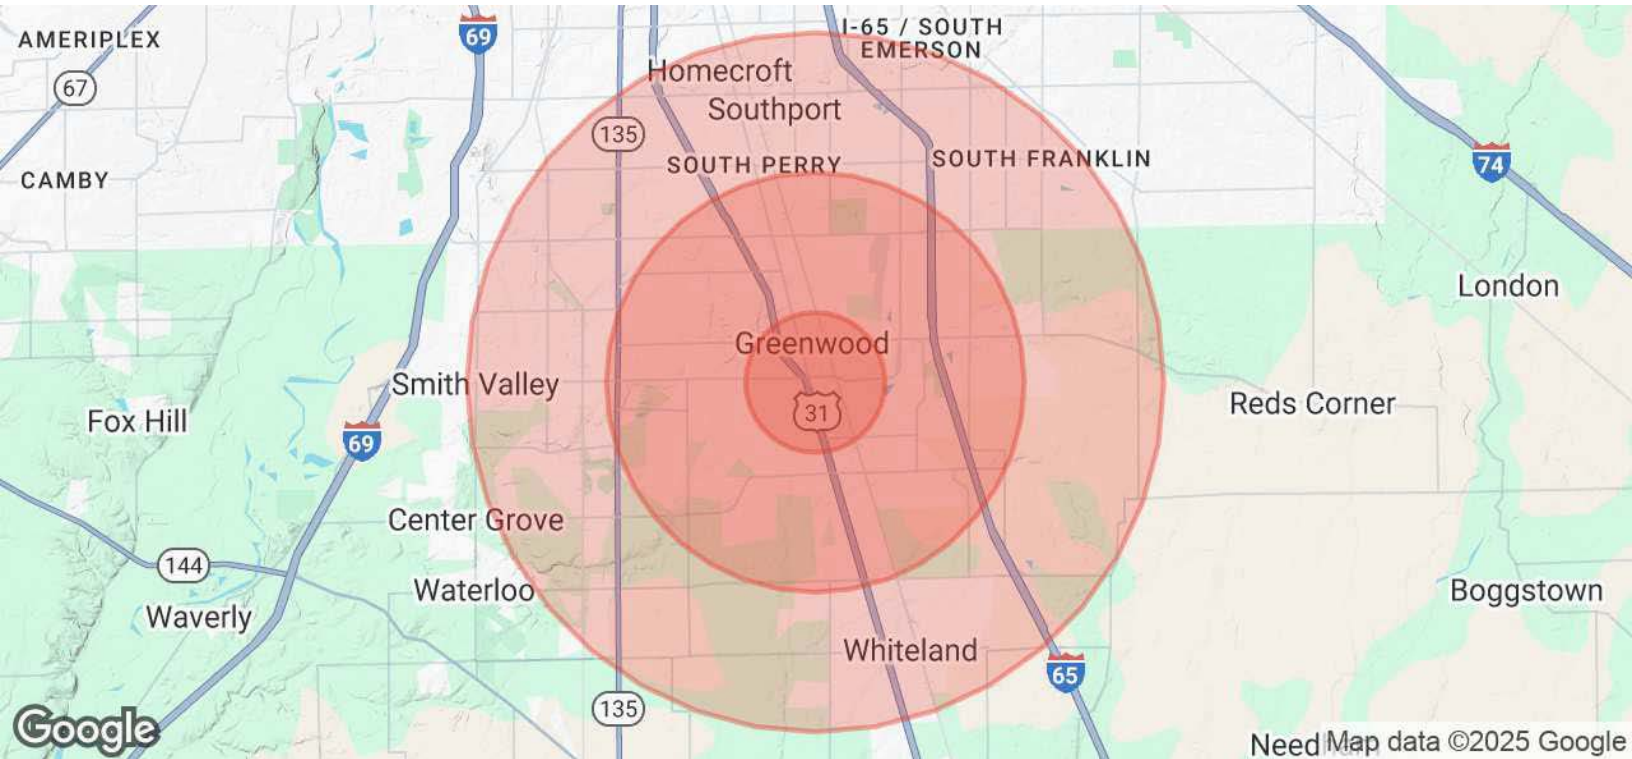 AMERIPLEX
69
I-65 / SOUTH
EMERSON
67
Homecroft
Southport
135
SOUTH PERRY
SOUTH FRANKLIN
74
CAMBY
London
Greenwood
Smith Valley
31
Reds Corner
Fox Hill
69
Center Grove
144
Waterloo
Boggstown
Waverly
Whiteland
65
135
Google
Needham
Map data ©2025 Google